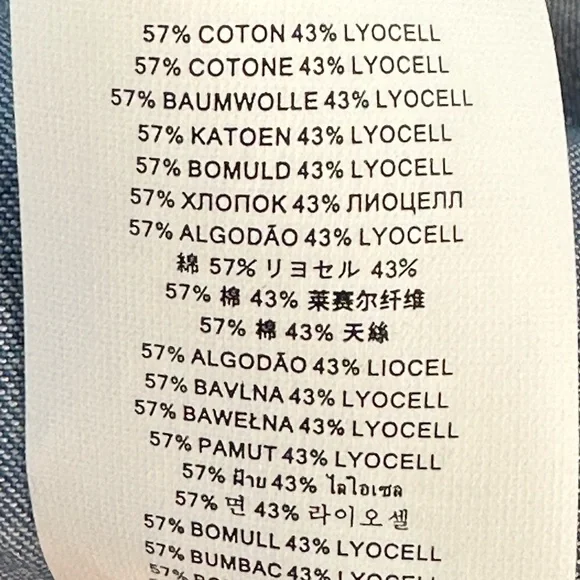 57% COTON 43% LYOCELL
57% COTONE 43% LYOCELL
57% BAUMWOLLE 43% LYOCELL
57% KATOEN 43% LYOCELL
57% BOMULD 43% LYOCELL
57% ХЛОПОК 43% ЛИОЦЕЛЛ
57% ALGODÃO 43% LYOCELL
綿 57% リヨセル 43%
57% 棉 43% 莱赛尔纤维
57% 棉 43% 天絲
57% ALGODÃO 43% LIOCEL
57% BAVLNA 43% LYOCELL
57% BAWEŁNA 43% LYOCELL
57% PAMUT 43% LYOCELL
57% ฝ้าย 43% ไลไอเซล
57% 면 43% 라이오셀
57% BOMULL 43% LYOCELL
57% BUMBAC 43% LYOCELL
57%